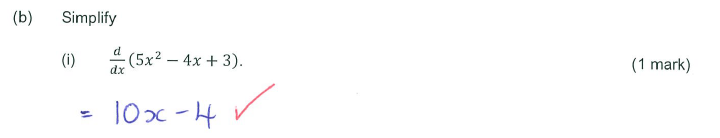 (b) Simplify
(i) d/dx (5x² − 4x + 3). (1 mark)
= 10x − 4 ✓